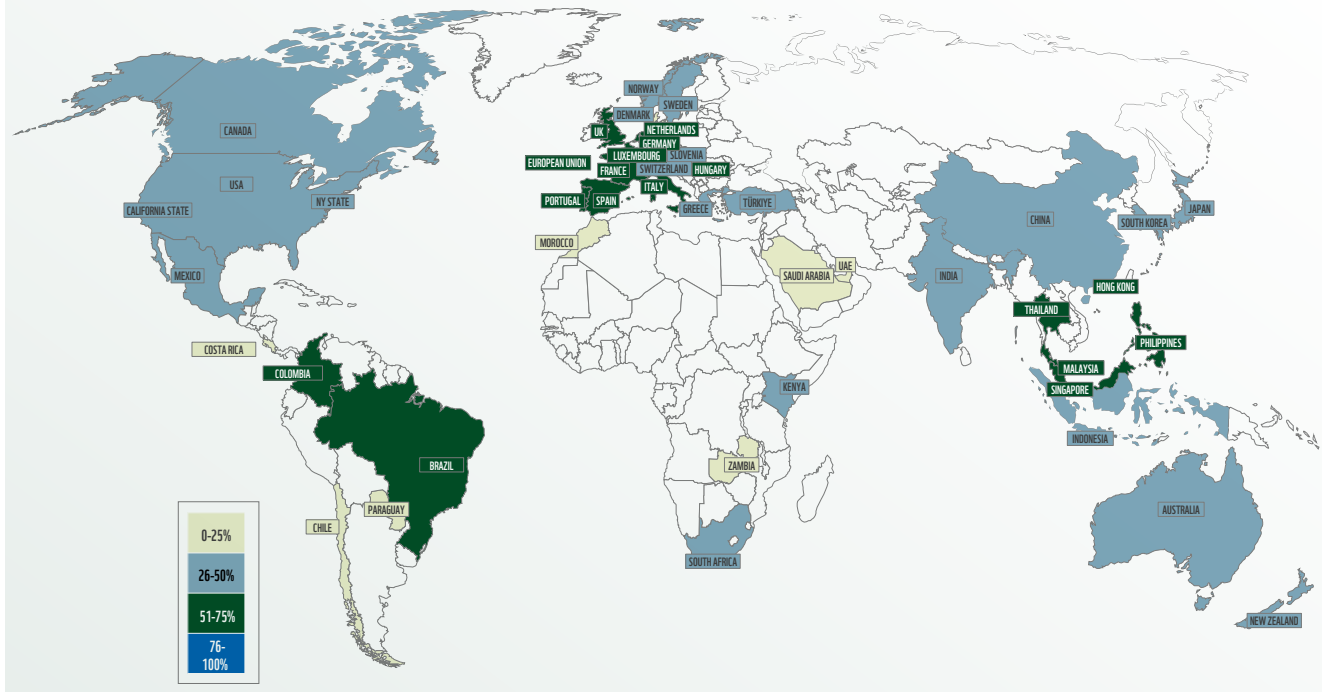 NORWAY
SWEDEN
DENMARK
CANADA
UK
NETHERLANDS
GERMANY
LUXEMBOURG
SLOVENIA
EUROPEAN UNION
FRANCE
SWITZERLAND
HUNGARY
USA
ITALY
NY STATE
PORTUGAL
SPAIN
CALIFORNIA STATE
GREECE
TÜRKIYE
CHINA
SOUTH KOREA
JAPAN
MOROCCO
MEXICO
SAUDI ARABIA
UAE
INDIA
HONG KONG
THAILAND
COSTA RICA
PHILIPPINES
COLOMBIA
MALAYSIA
KENYA
SINGAPORE
INDONESIA
BRAZIL
ZAMBIA
PARAGUAY
AUSTRALIA
CHILE
SOUTH AFRICA
NEW ZEALAND
0-25%
26-50%
51-75%
76-
100%